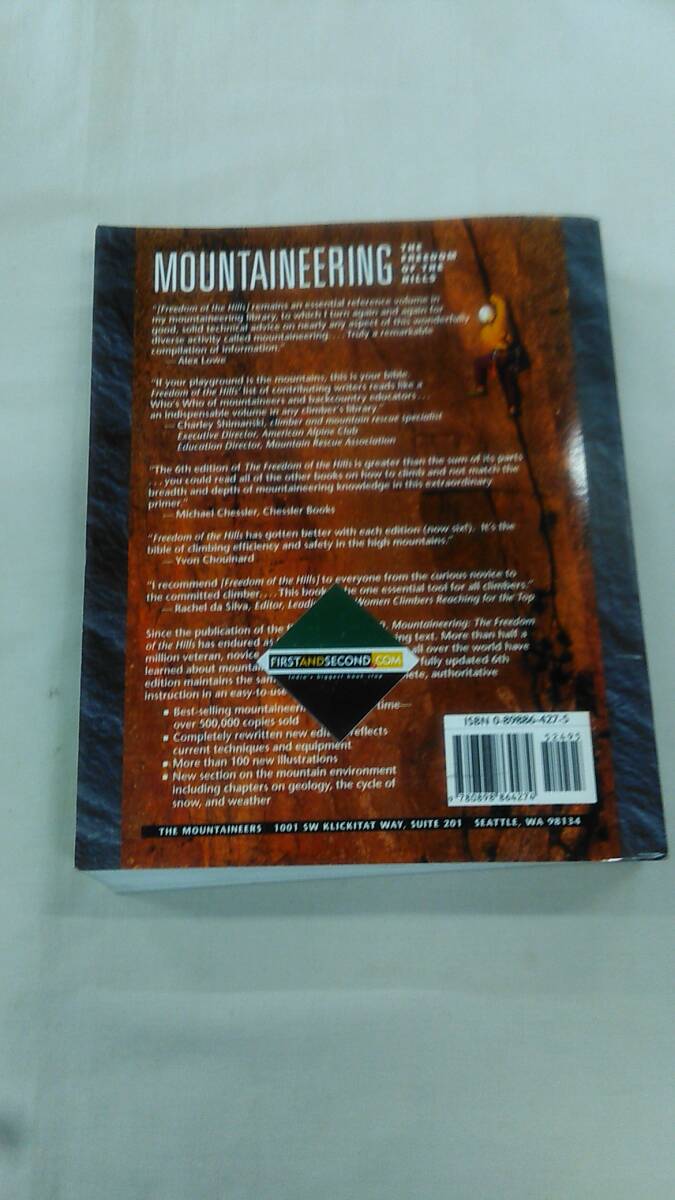 MOUNTAINEERING THE FREEDOM OF THE HILLS
"[Freedom of the Hills] remains an essential reference volume in
my mountaineering library, to which I turn again and again for
good, solid technical advice on nearly any aspect of this wonderfully
diverse activity called mountaineering . . . . Truly a remarkable
compilation of information."
— Alex Lowe
"If your playground is the mountains, this is your bible.
Freedom of the Hills' list of contributing writers reads like a
Who's Who of mountaineers and backcountry educators . . .
an indispensable volume in any climber's library."
— Charley Shimanski, climber and mountain rescue specialist
Executive Director, American Alpine Club
Education Director, Mountain Rescue Association
"The 6th edition of The Freedom of the Hills is greater than the sum of its parts
. . . you could read all of the other books on how to climb and not match the
breadth and depth of mountaineering knowledge in this extraordinary
primer."
— Michael Chessler, Chessler Books
"Freedom of the Hills has gotten better with each edition (now six!). It's the
bible of climbing efficiency and safety in the high mountains."
— Yvon Chouinard
"I recommend [Freedom of the Hills] to everyone from the curious novice to
the committed climber. . . . This book the one essential tool for all climbers."
— Rachel da Silva, Editor, Women Climbers Reaching for the Top
Since the publication of the Mountaineering: The Freedom
of the Hills has endured as text. More than half a
million veteran, novice all over the world have
learned about fully updated 6th
edition maintains the authoritative
instruction in an
Best-selling time—
over 500,000 copies sold
Completely rewritten new reflects
current techniques and equipment
More than 100 new illustrations
New section on the mountain environment
including chapters on geology, the cycle of
snow, and weather
FIRSTANDSECOND.COM
India's biggest book stop
ISBN 0-89886-427-5
52495
9 780898 864274
THE MOUNTAINEERS 1001 SW KLICKITAT WAY, SUITE 201 SEATTLE, WA 98134